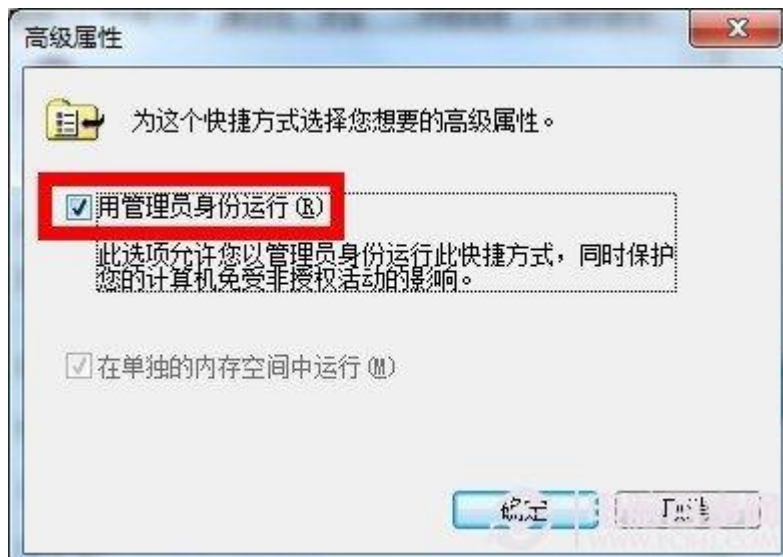 高级属性
为这个快捷方式选择您想要的高级属性。
用管理员身份运行(R)
此选项允许您以管理员身份运行此快捷方式，同时保护
您的计算机免受非授权活动的影响。
在单独的内存空间中运行(M)
确定